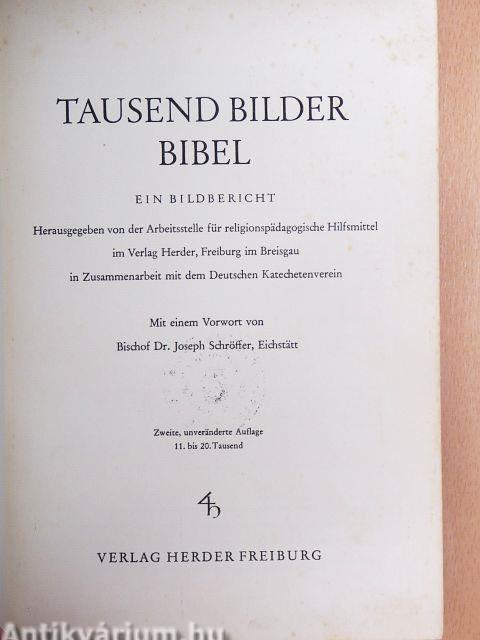 TAUSEND BILDER
BIBEL
EIN BILDBERICHT
Herausgegeben von der Arbeitsstelle für religionspädagogische Hilfsmittel
im Verlag Herder, Freiburg im Breisgau
in Zusammenarbeit mit dem Deutschen Katechetenverein
Mit einem Vorwort von
Bischof Dr. Joseph Schröffer, Eichstätt
Zweite, unveränderte Auflage
11. bis 20. Tausend
VERLAG HERDER FREIBURG
Antikvárium.hu